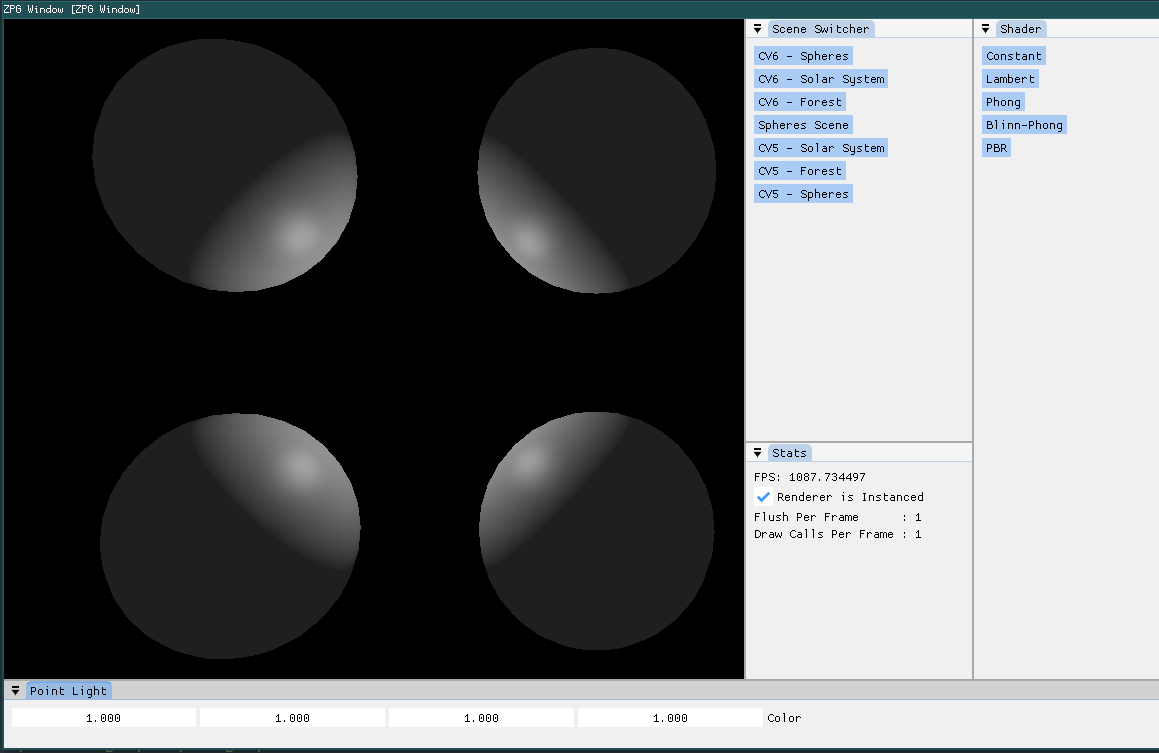 ZPG Window [ZPG Window]
Scene Switcher
CV6 - Spheres
CV6 - Solar System
CV6 - Forest
Spheres Scene
CV5 - Solar System
CV5 - Forest
CV5 - Spheres
Shader
Constant
Lambert
Phong
Blinn-Phong
PBR
Stats
FPS: 1087.734497
Renderer is Instanced
Flush Per Frame : 1
Draw Calls Per Frame : 1
Point Light
1.000 1.000 1.000 1.000 Color